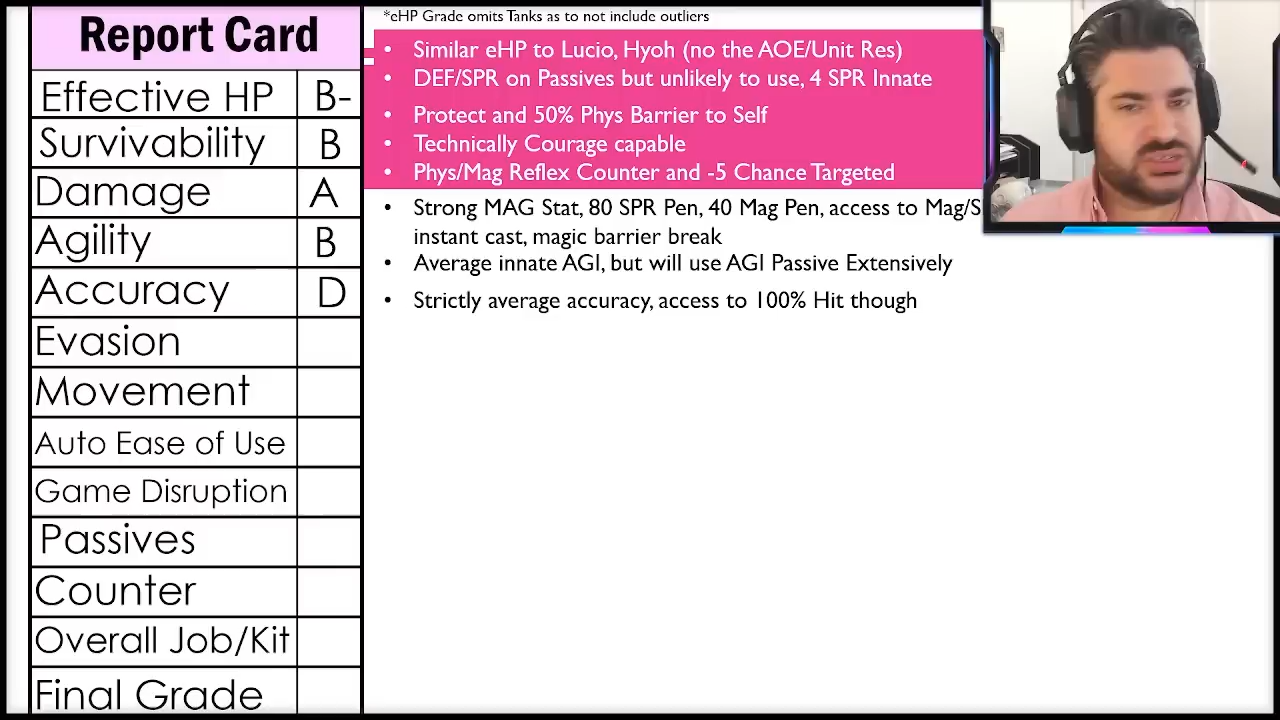 Report Card
*eHP Grade omits Tanks as to not include outliers
Effective HP B-
Survivability B
Damage A
Agility B
Accuracy D
Evasion
Movement
Auto Ease of Use
Game Disruption
Passives
Counter
Overall Job/Kit
Final Grade
• Similar eHP to Lucio, Hyoh (no the AOE/Unit Res)
• DEF/SPR on Passives but unlikely to use, 4 SPR Innate
• Protect and 50% Phys Barrier to Self
• Technically Courage capable
• Phys/Mag Reflex Counter and -5 Chance Targeted
• Strong MAG Stat, 80 SPR Pen, 40 Mag Pen, access to
instant cast, magic barrier break
• Average innate AGI, but will use AGI Passive Extensively
• Strictly average accuracy, access to 100% Hit though